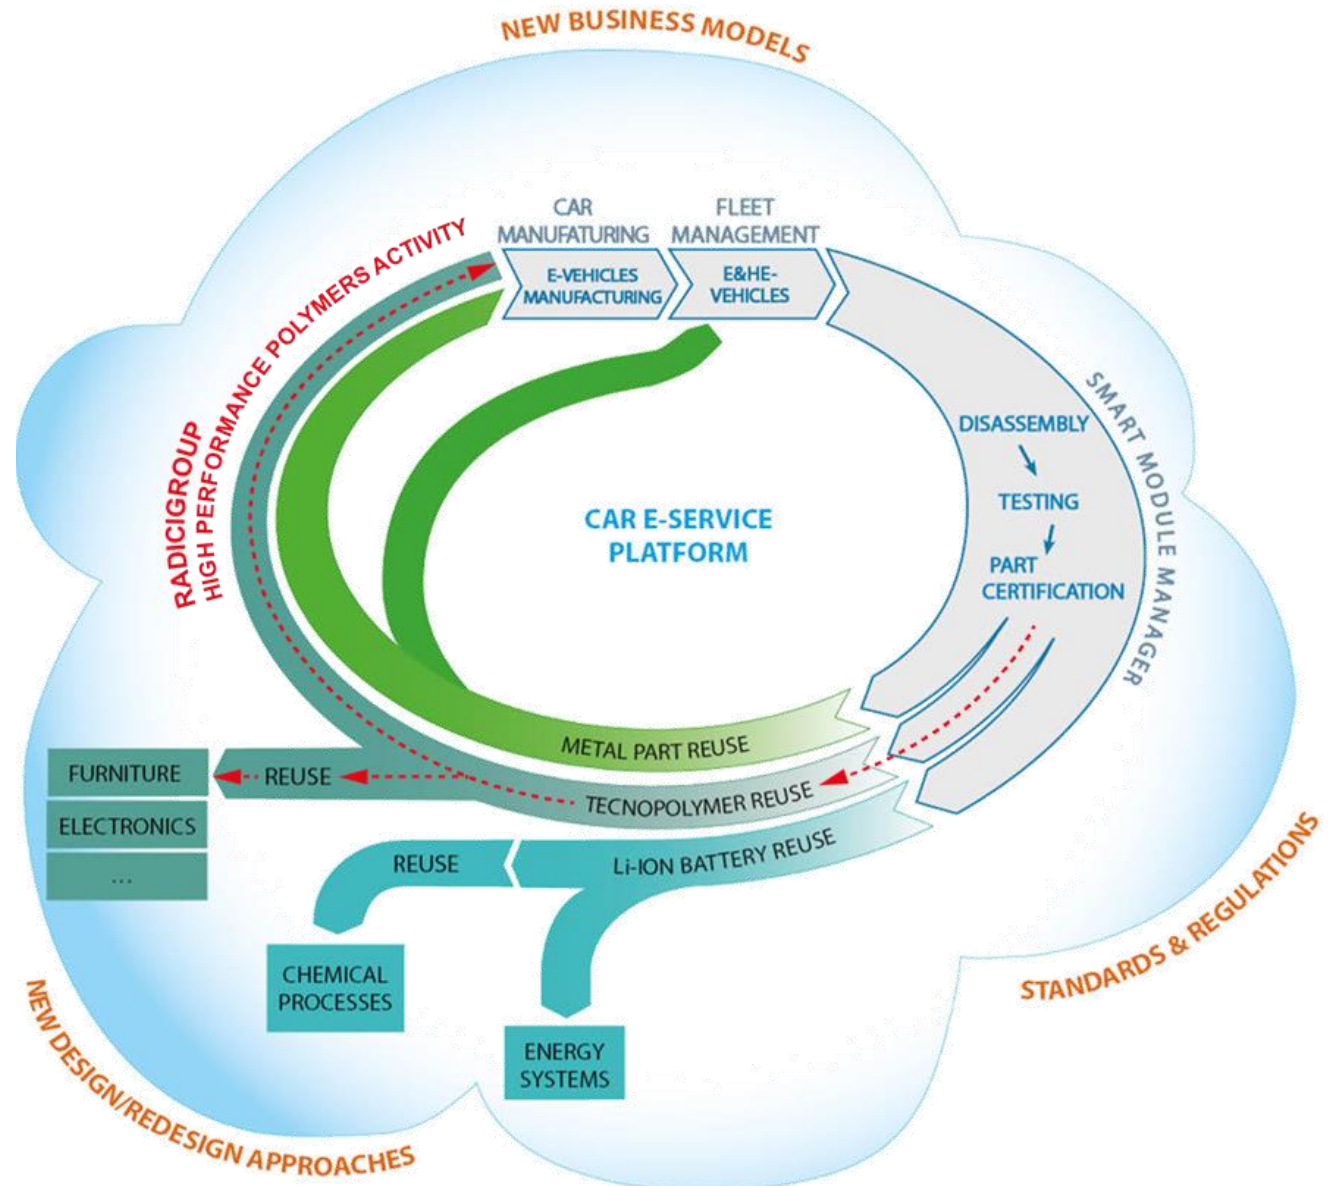 NEW BUSINESS MODELS
CAR
MANUFATURING
FLEET
MANAGEMENT
E-VEHICLES
MANUFACTURING
E&HE-
VEHICLES
RADICIGROUP
HIGH PERFORMANCE POLYMERS ACTIVITY
SMART MODULE MANAGER
DISASSEMBLY
TESTING
PART
CERTIFICATION
CAR E-SERVICE
PLATFORM
METAL PART REUSE
TECNOPOLYMER REUSE
Li-ION BATTERY REUSE
REUSE
FURNITURE
ELECTRONICS
...
REUSE
CHEMICAL
PROCESSES
ENERGY
SYSTEMS
STANDARDS & REGULATIONS
NEW DESIGN/REDESIGN APPROACHES